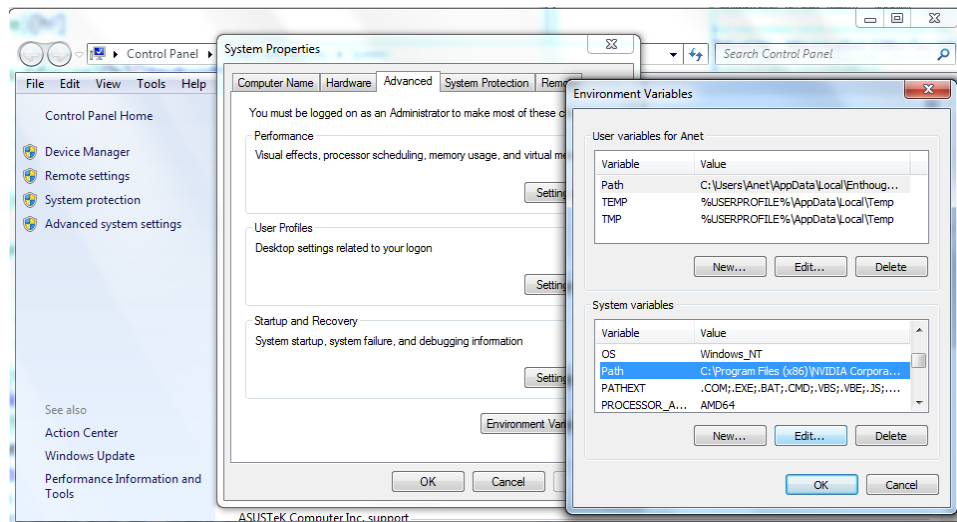 Control Panel
Search Control Panel
File Edit View Tools Help
Control Panel Home
Device Manager
Remote settings
System protection
Advanced system settings
See also
Action Center
Windows Update
Performance Information and
Tools
System Properties
Computer Name Hardware Advanced System Protection Remo
You must be logged on as an Administrator to make most of these c
Performance
Visual effects, processor scheduling, memory usage, and virtual me
Setting
User Profiles
Desktop settings related to your logon
Setting
Startup and Recovery
System startup, system failure, and debugging information
Setting
Environment Vari
OK Cancel
ASUSTeK Computer Inc. support
Environment Variables
User variables for Anet
Variable Value
Path C:\Users\Anet\AppData\Local\Enthoug...
TEMP %USERPROFILE%\AppData\Local\Temp
TMP %USERPROFILE%\AppData\Local\Temp
New... Edit... Delete
System variables
Variable Value
OS Windows_NT
Path C:\Program Files (x86)\NVIDIA Corpora...
PATHEXT .COM;.EXE;.BAT;.CMD;.VBS;.VBE;.JS;....
PROCESSOR_A... AMD64
New... Edit... Delete
OK Cancel